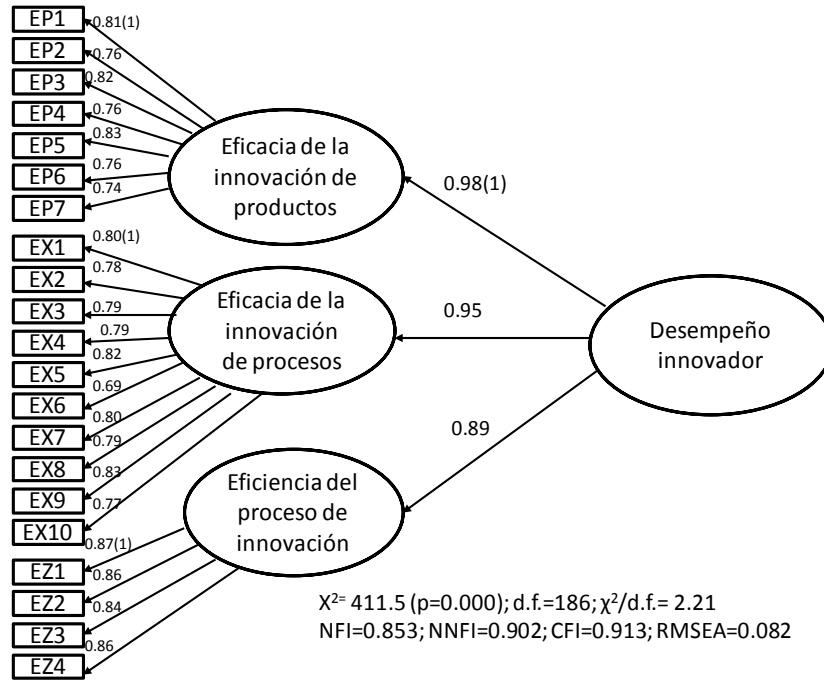 EP1
0.81(1)
EP2
0.76
EP3
0.82
EP4
0.76
EP5
0.83
EP6
0.76
EP7
0.74
EX1
0.80(1)
EX2
0.78
EX3
0.79
EX4
0.79
EX5
0.82
EX6
0.69
EX7
0.80
EX8
0.79
EX9
0.83
EX10
0.77
EZ1
0.87(1)
EZ2
0.86
EZ3
0.84
EZ4
0.86
Eficacia de la
innovación de
productos
Eficacia de la
innovación
de procesos
Eficiencia del
proceso de
innovación
0.98(1)
0.95
0.89
Desempeño
innovador
X²⁼ 411.5 (p=0.000); d.f.=186; χ²/d.f.= 2.21
NFI=0.853; NNFI=0.902; CFI=0.913; RMSEA=0.082